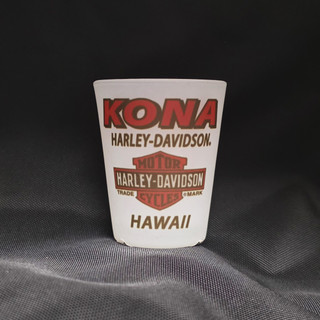 KONA
HARLEY-DAVIDSON®
MOTOR
HARLEY-DAVIDSON
CYCLES
TRADE ®MARK
HAWAII